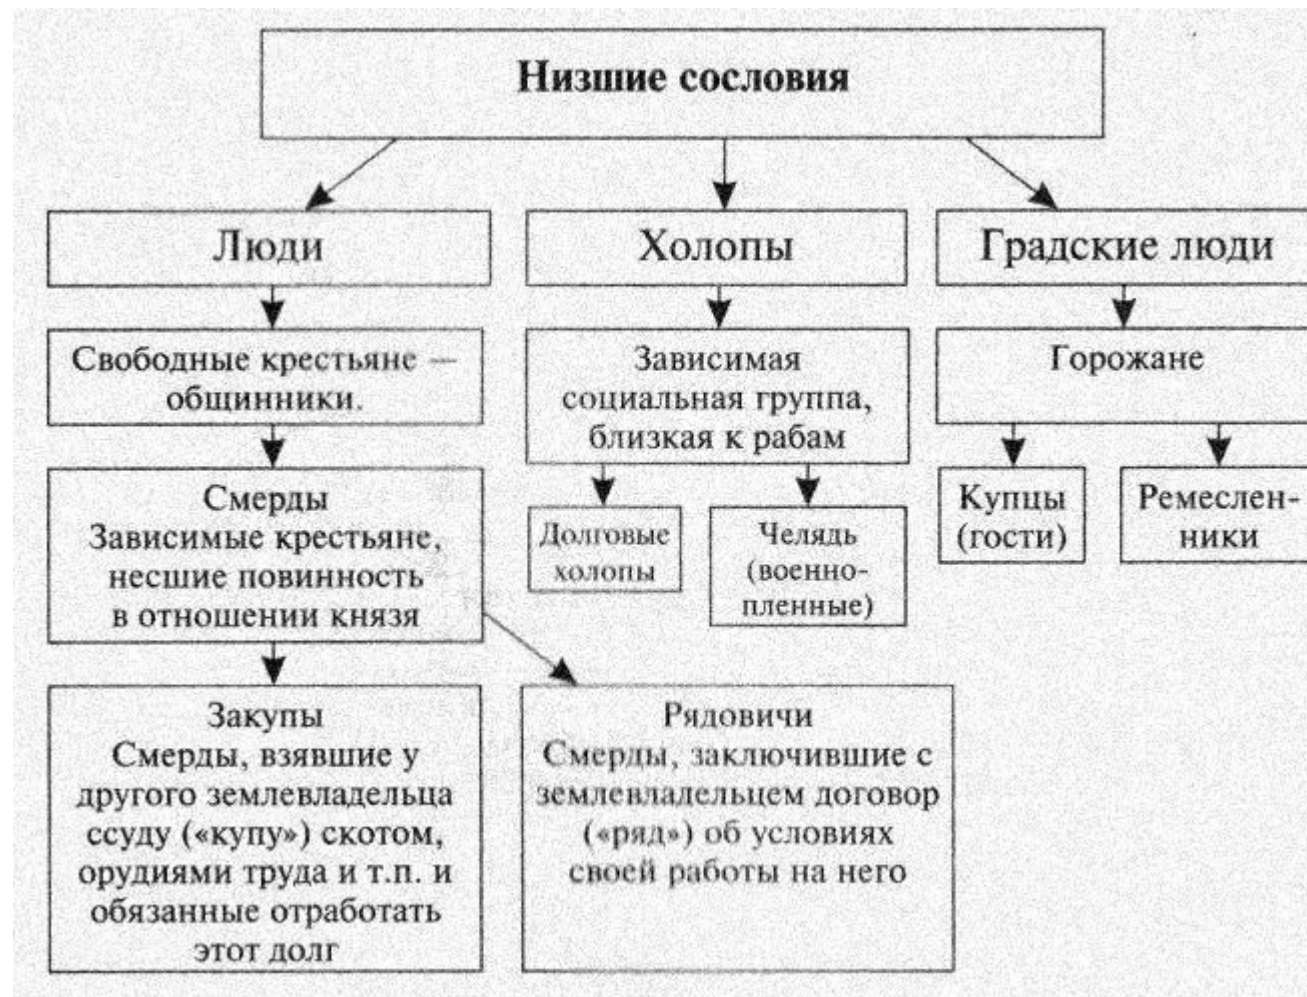 Низшие сословия
Люди
Холопы
Градские люди
Свободные крестьяне —
общинники.
Зависимая
социальная группа,
близкая к рабам
Горожане
Смерды
Зависимые крестьяне,
несшие повинность
в отношении князя
Долговые
холопы
Челядь
(военно-
пленные)
Купцы
(гости)
Ремеслен-
ники
Закупы
Смерды, взявшие у
другого землевладельца
ссуду («купу») скотом,
орудиями труда и т.п. и
обязанные отработать
этот долг
Рядовичи
Смерды, заключившие с
землевладельцем договор
(«ряд») об условиях
своей работы на него